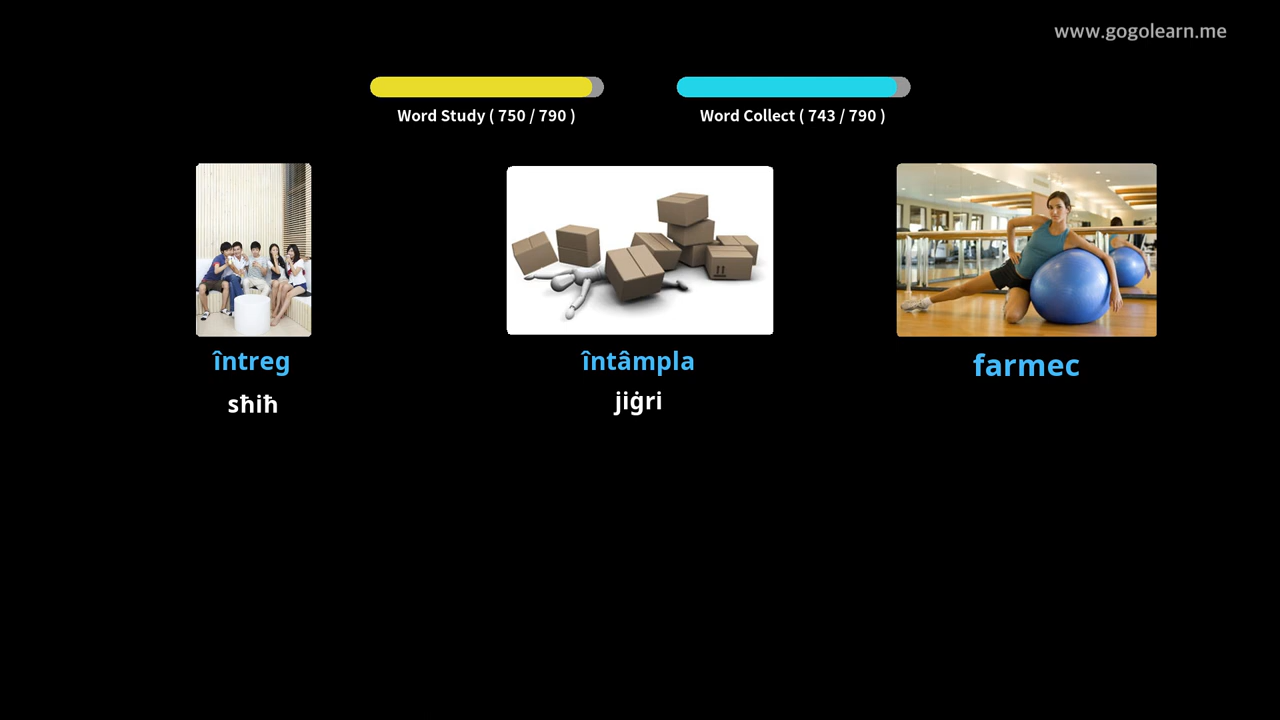 www.gogolearn.me
Word Study ( 750 / 790 )
Word Collect ( 743 / 790 )
întreg
sħiħ
întâmpla
jiġri
farmec